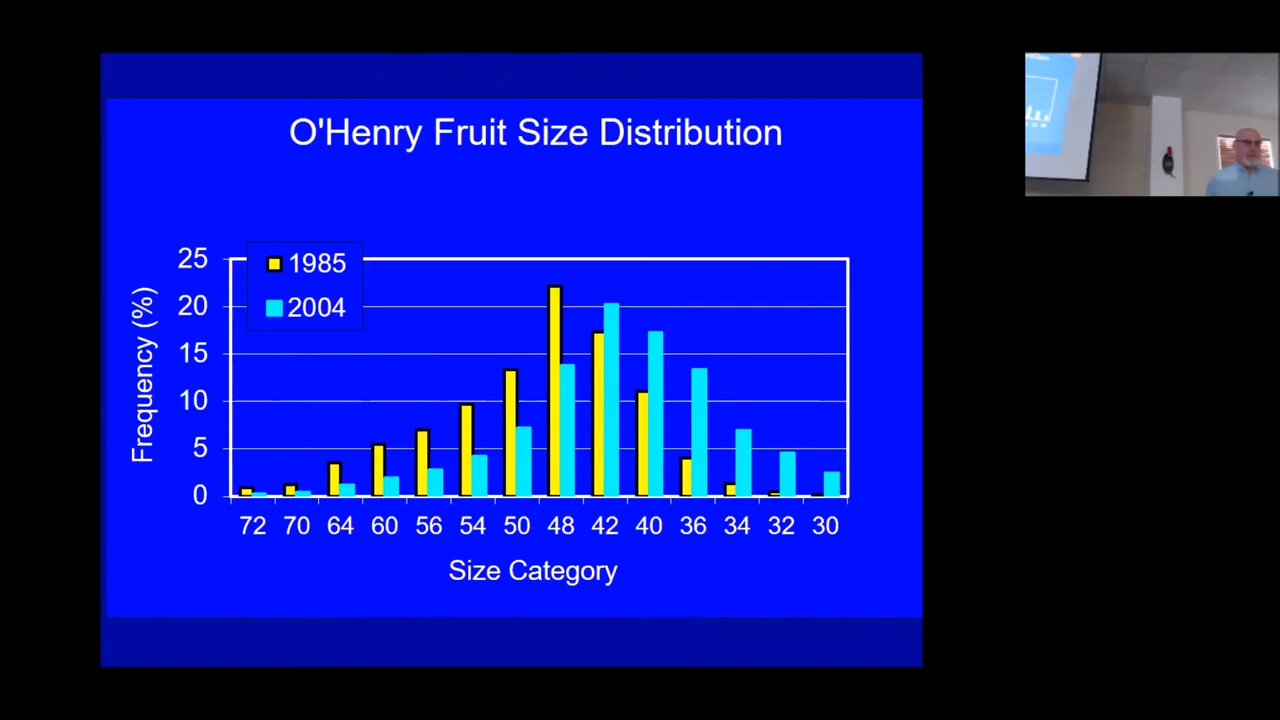 O'Henry Fruit Size Distribution
1985
2004
Frequency (%)
25
20
15
10
5
0
72 70 64 60 56 54 50 48 42 40 36 34 32 30
Size Category